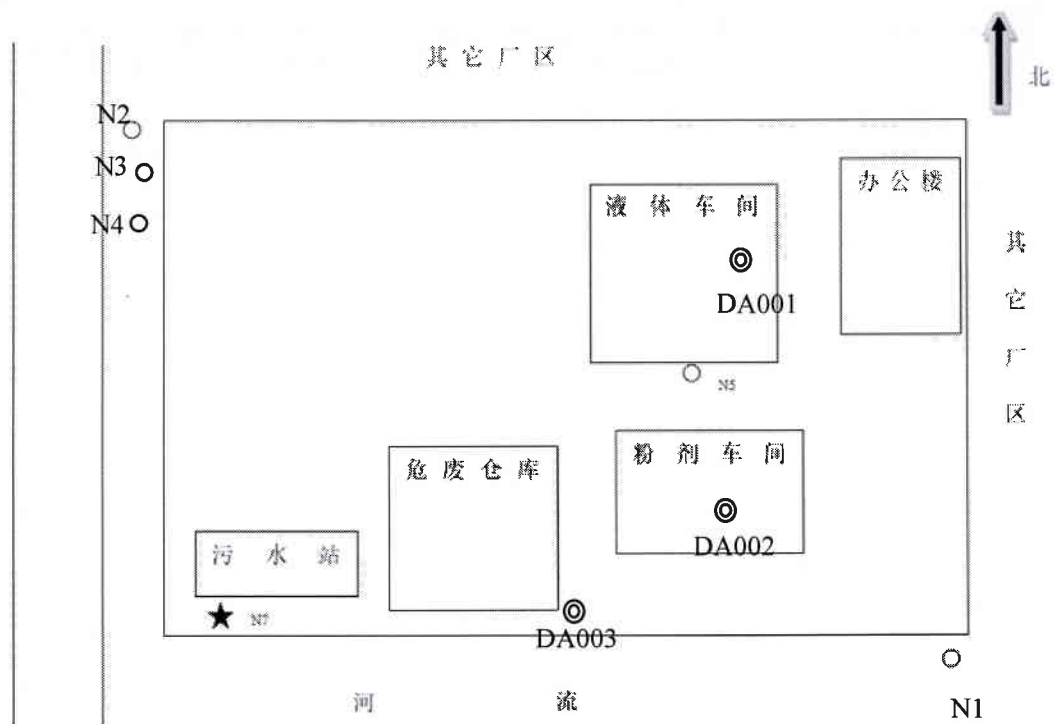 其它厂区
北
N2
N3
N4
液体车间
DA001
办公楼
其它厂区
N5
粉剂车间
DA002
危废仓库
污水站
N7
DA003
河流
N1